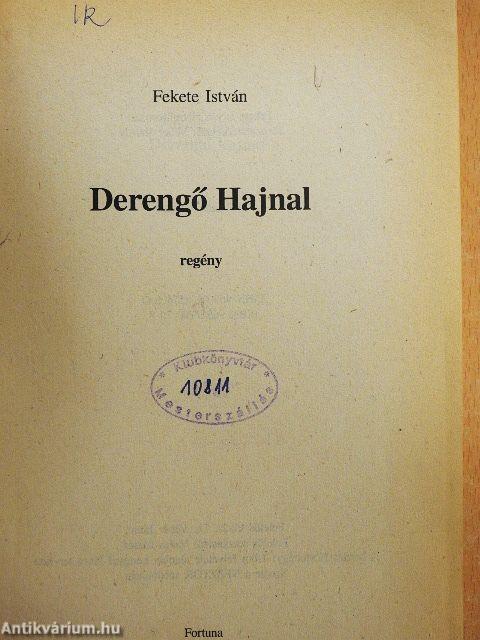 IR
Fekete István
Derengő Hajnal
regény
* Klubkönyvtár *
10811
Mesterszállás
Fortuna
Antikvárium.hu